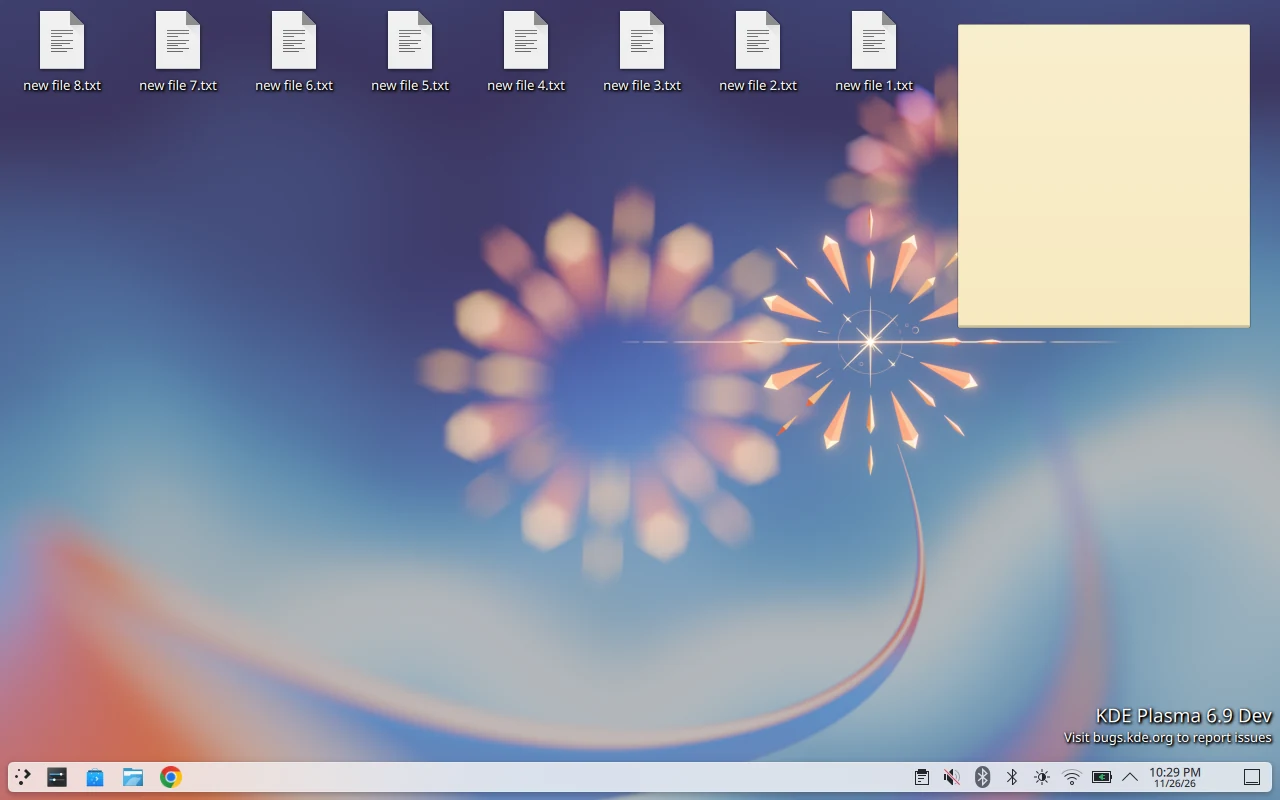 new file 8.txt
new file 7.txt
new file 6.txt
new file 5.txt
new file 4.txt
new file 3.txt
new file 2.txt
new file 1.txt
KDE Plasma 6.9 Dev
Visit bugs.kde.org to report issues
10:29 PM
11/26/26